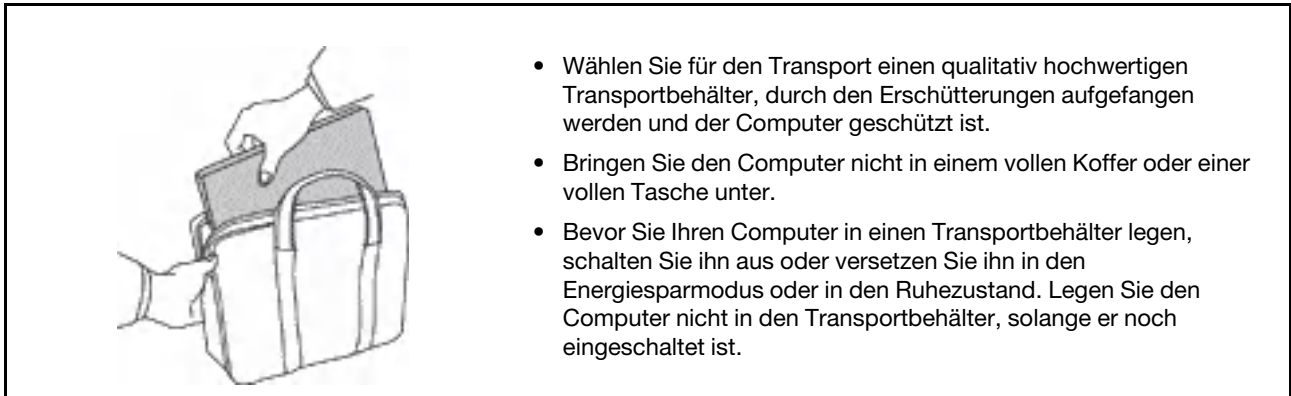 • Wählen Sie für den Transport einen qualitativ hochwertigen
Transportbehälter, durch den Erschütterungen aufgefangen
werden und der Computer geschützt ist.
• Bringen Sie den Computer nicht in einem vollen Koffer oder einer
vollen Tasche unter.
• Bevor Sie Ihren Computer in einen Transportbehälter legen,
schalten Sie ihn aus oder versetzen Sie ihn in den
Energiesparmodus oder in den Ruhezustand. Legen Sie den
Computer nicht in den Transportbehälter, solange er noch
eingeschaltet ist.